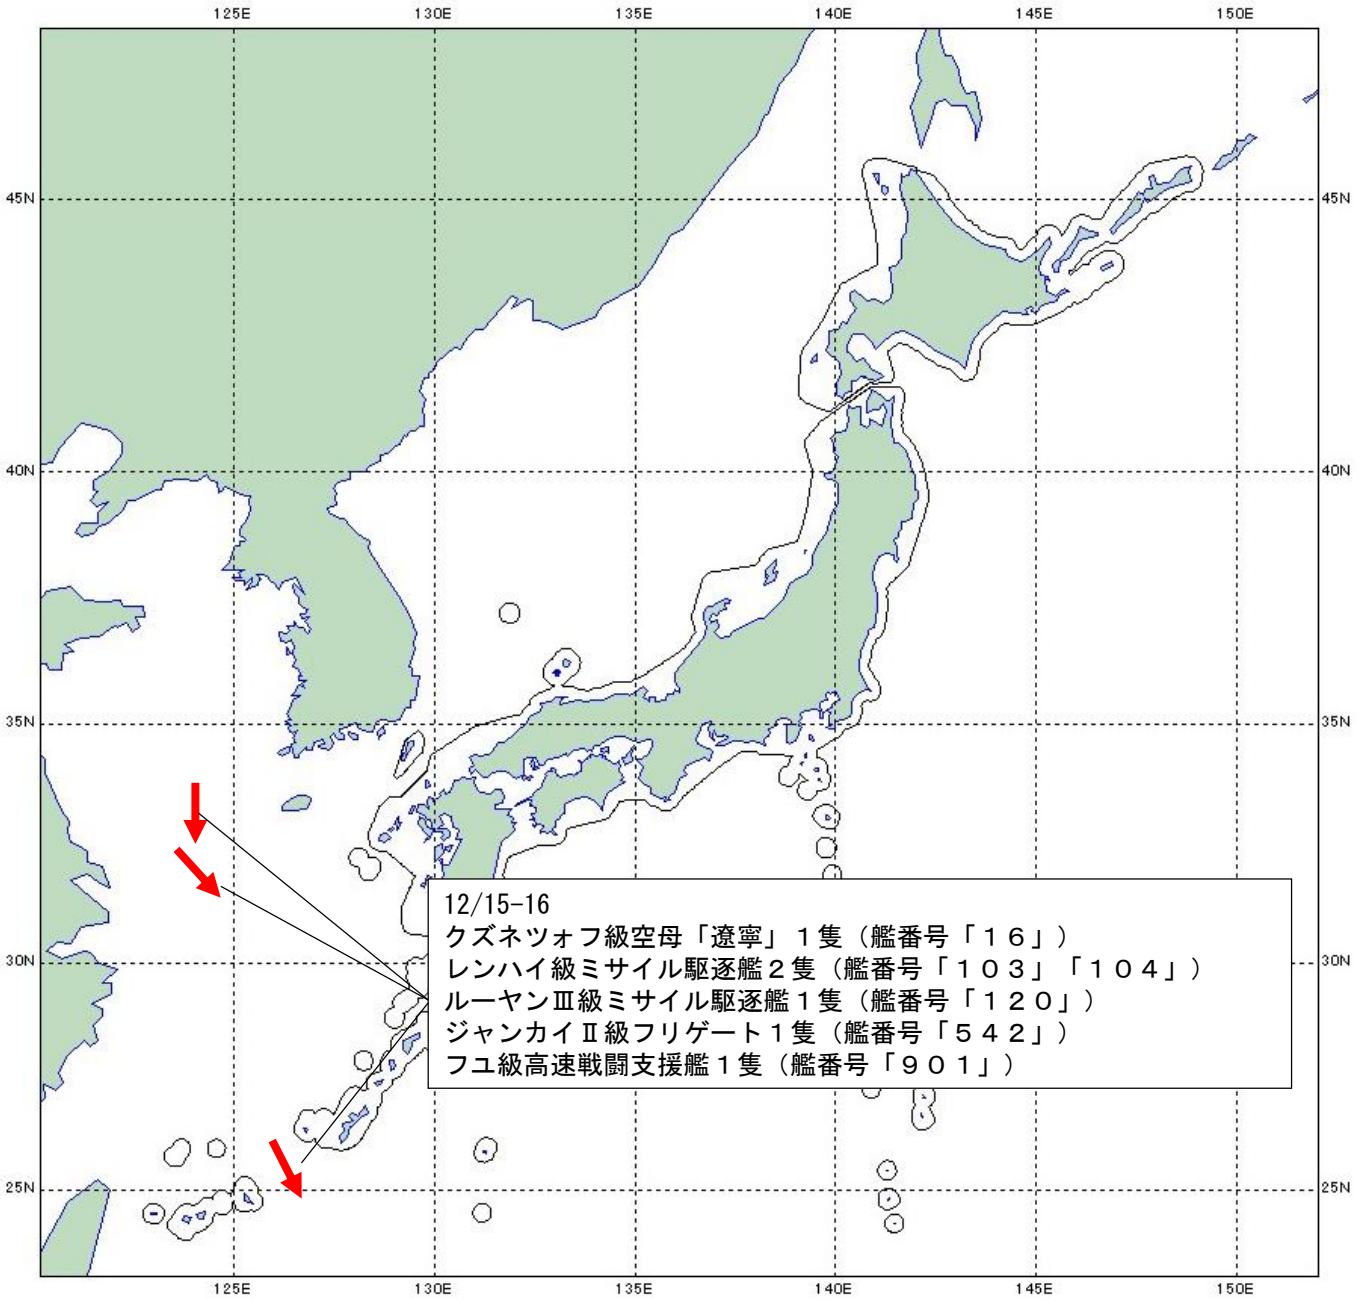 125E 130E 135E 140E 145E 150E
45N 45N
40N 40N
35N 35N
12/15-16
クズネツォフ級空母「遼寧」１隻（艦番号「１６」）
30N レンハイ級ミサイル駆逐艦２隻（艦番号「１０３」「１０４」） 30N
ルーヤンⅢ級ミサイル駆逐艦１隻（艦番号「１２０」）
ジャンカイⅡ級フリゲート１隻（艦番号「５４２」）
フユ級高速戦闘支援艦１隻（艦番号「９０１」）
25N 25N
125E 130E 135E 140E 145E 150E